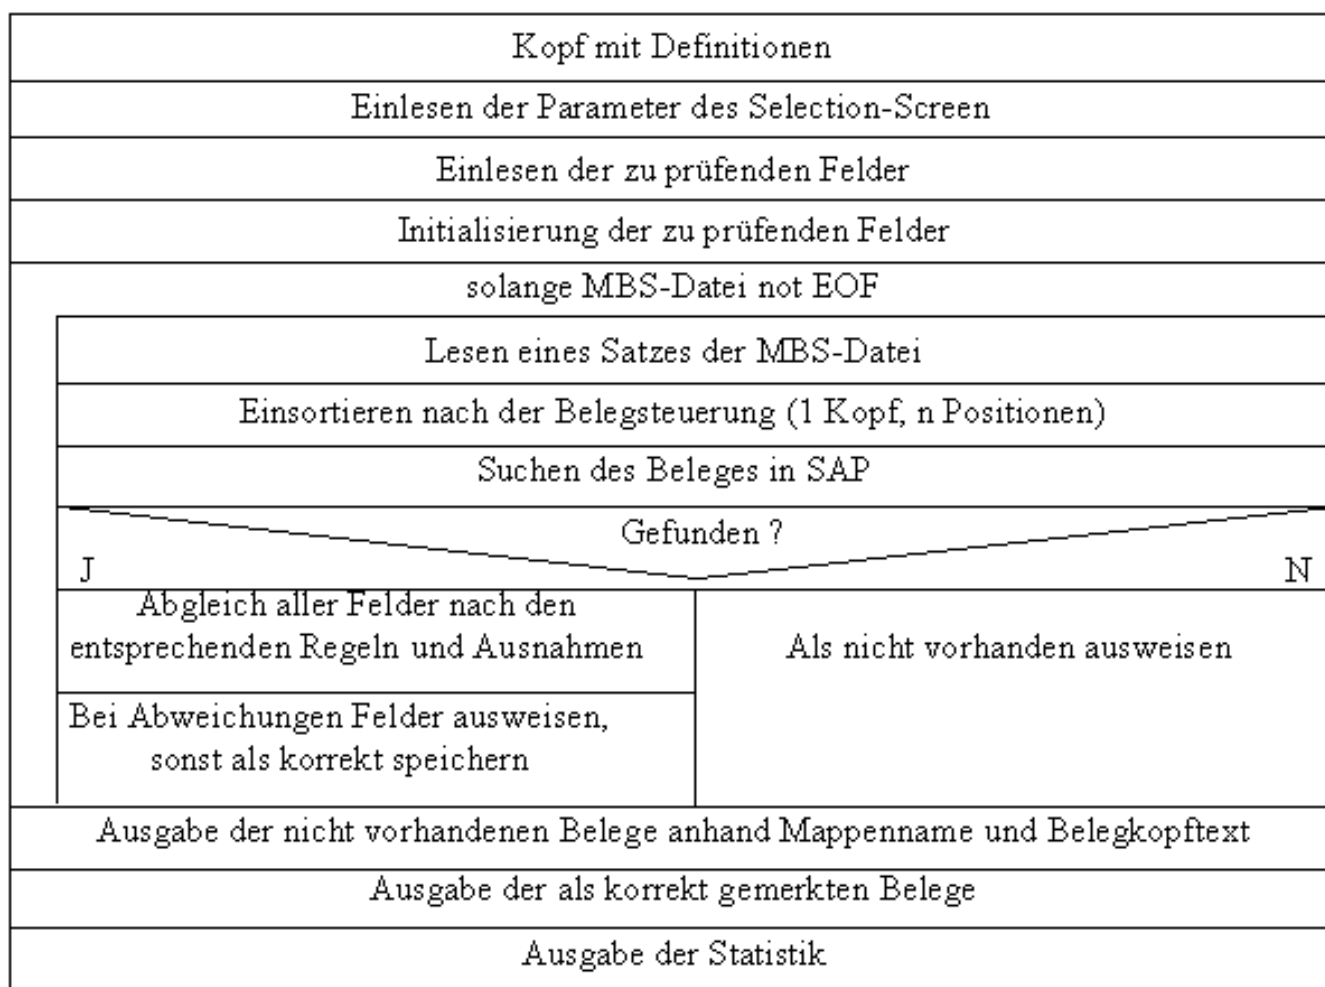 Kopf mit Definitionen
Einlesen der Parameter des Selection-Screen
Einlesen der zu prüfenden Felder
Initialisierung der zu prüfenden Felder
solange MBS-Datei not EOF
Lesen eines Satzes der MBS-Datei
Einsortieren nach der Belegsteuerung (1 Kopf, n Positionen)
Suchen des Beleges in SAP
Gefunden ?
J
N
Abgleich aller Felder nach den
entsprechenden Regeln und Ausnahmen
Als nicht vorhanden ausweisen
Bei Abweichungen Felder ausweisen,
sonst als korrekt speichern
Ausgabe der nicht vorhandenen Belege anhand Mappenname und Belegkopftext
Ausgabe der als korrekt gemerkten Belege
Ausgabe der Statistik